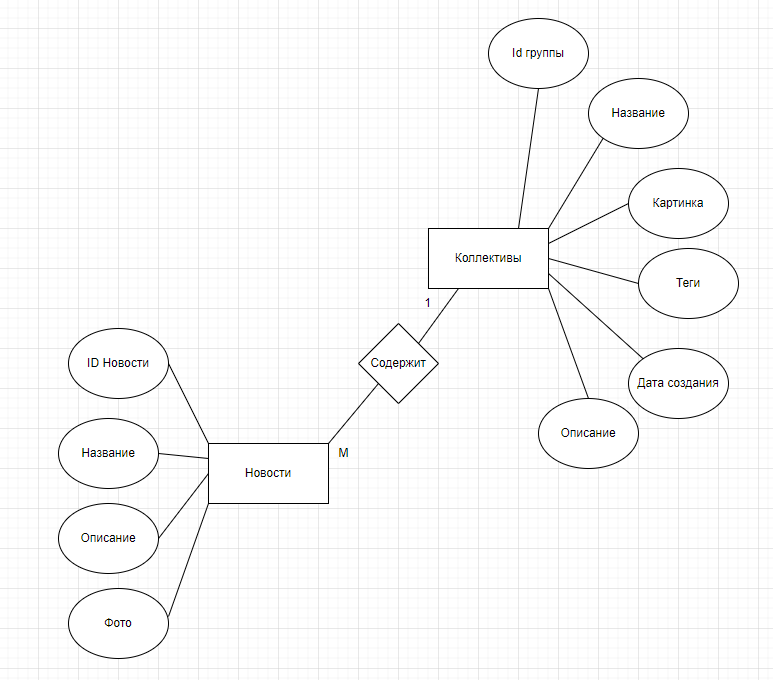 Id группы
Название
Картинка
Коллективы
Теги
1
ID Новости
Содержит
Дата создания
Описание
Название
М
Новости
Описание
Фото